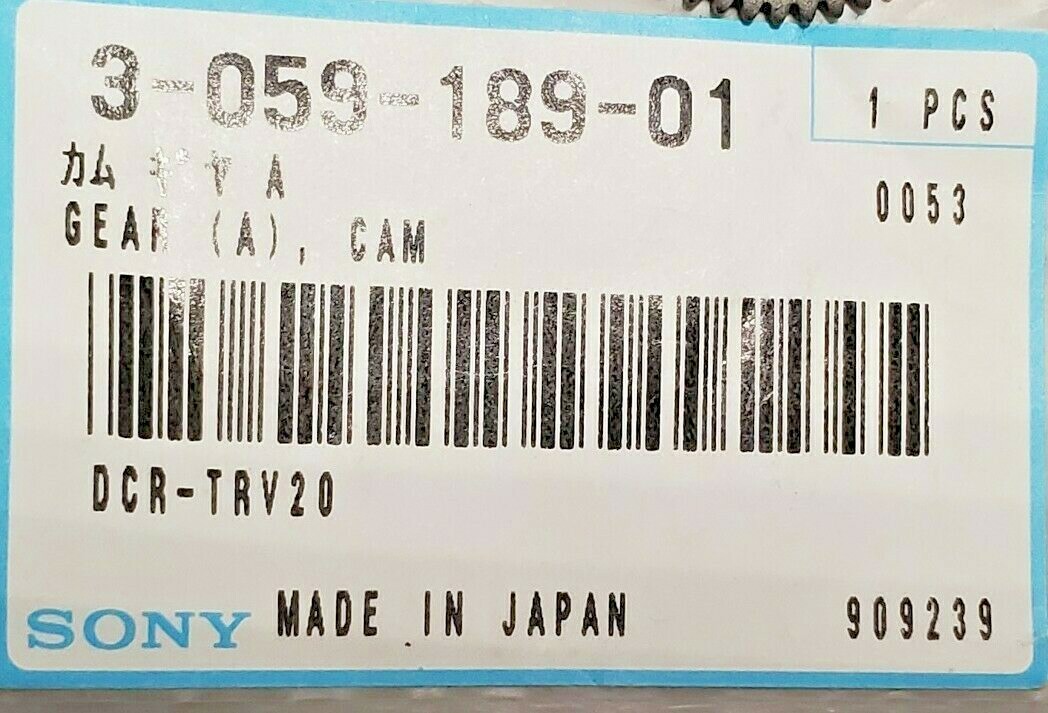 3-059-189-01
1 PCS
カム ギヤ A
0053
GEAR (A), CAM
DCR-TRV20
SONY MADE IN JAPAN
909239